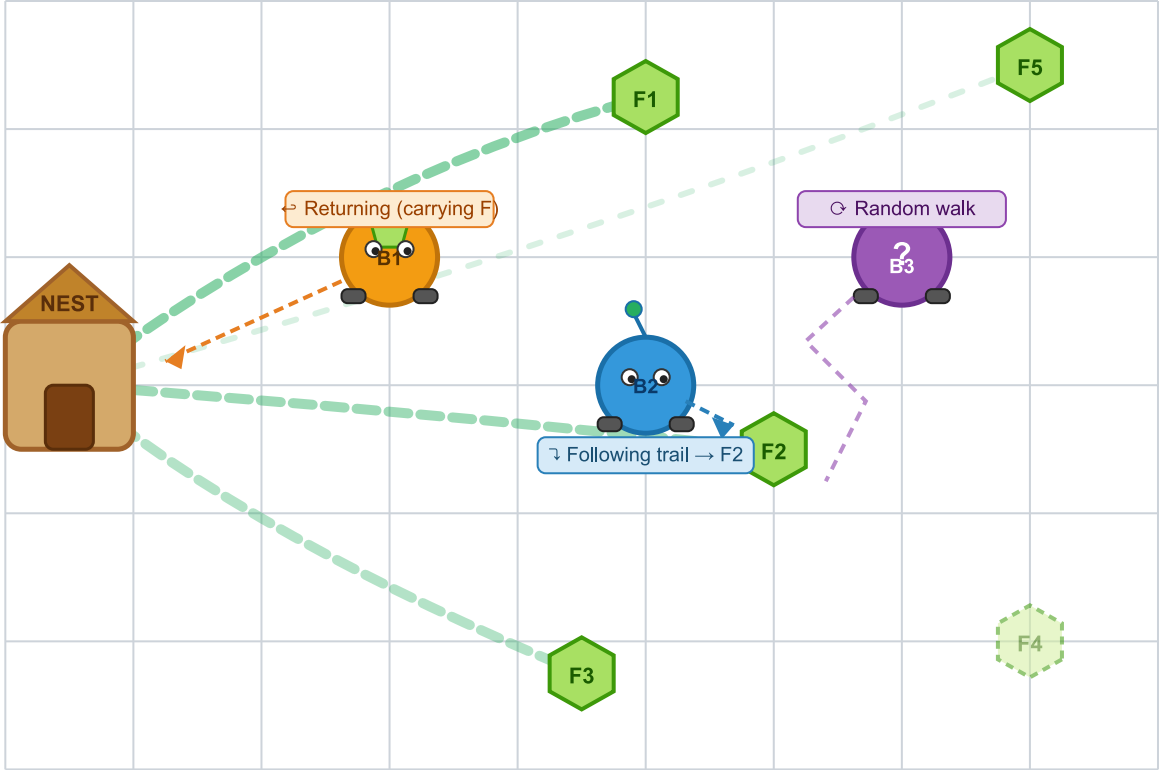 F5
F1
↩ Returning (carrying F)
⟳ Random walk
B1
?
B3
NEST
B2
⤵ Following trail → F2
F2
F4
F3